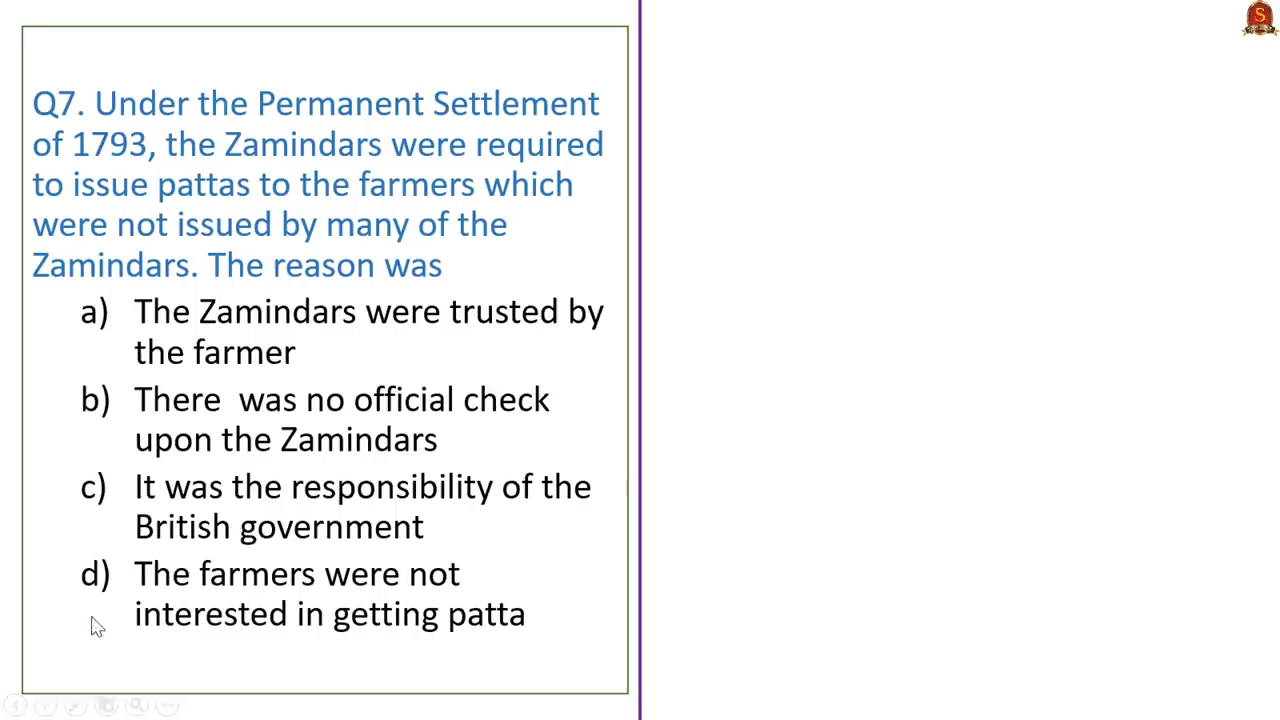 Q7. Under the Permanent Settlement
of 1793, the Zamindars were required
to issue pattas to the farmers which
were not issued by many of the
Zamindars. The reason was
a) The Zamindars were trusted by
the farmer
b) There  was no official check
upon the Zamindars
c) It was the responsibility of the
British government
d) The farmers were not
interested in getting patta
S